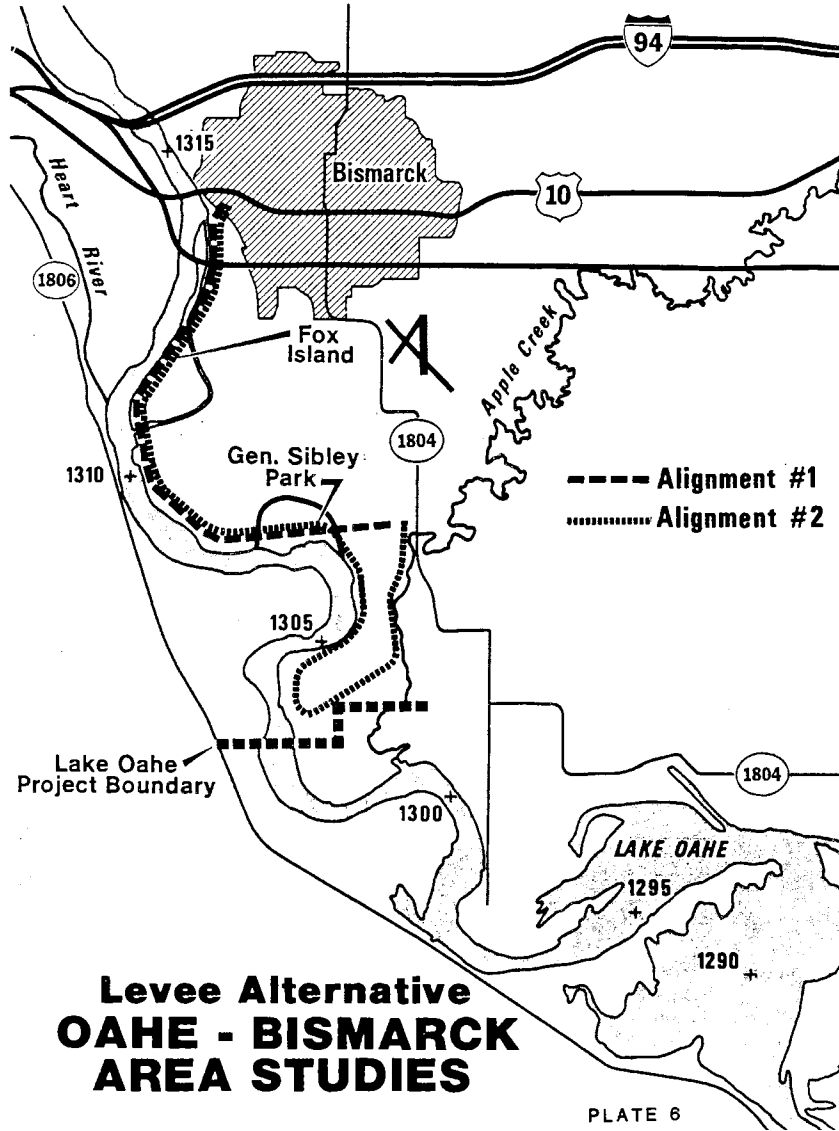 94
1315
Bismarck
10
Heart
River
1806
Apple Creek
Fox
Island
1804
Gen. Sibley
Park
1310
Alignment #1
Alignment #2
1305
Lake Oahe
Project Boundary
1804
1300
LAKE OAHE
1295
1290
Levee Alternative
OAHE - BISMARCK
AREA STUDIES
PLATE 6